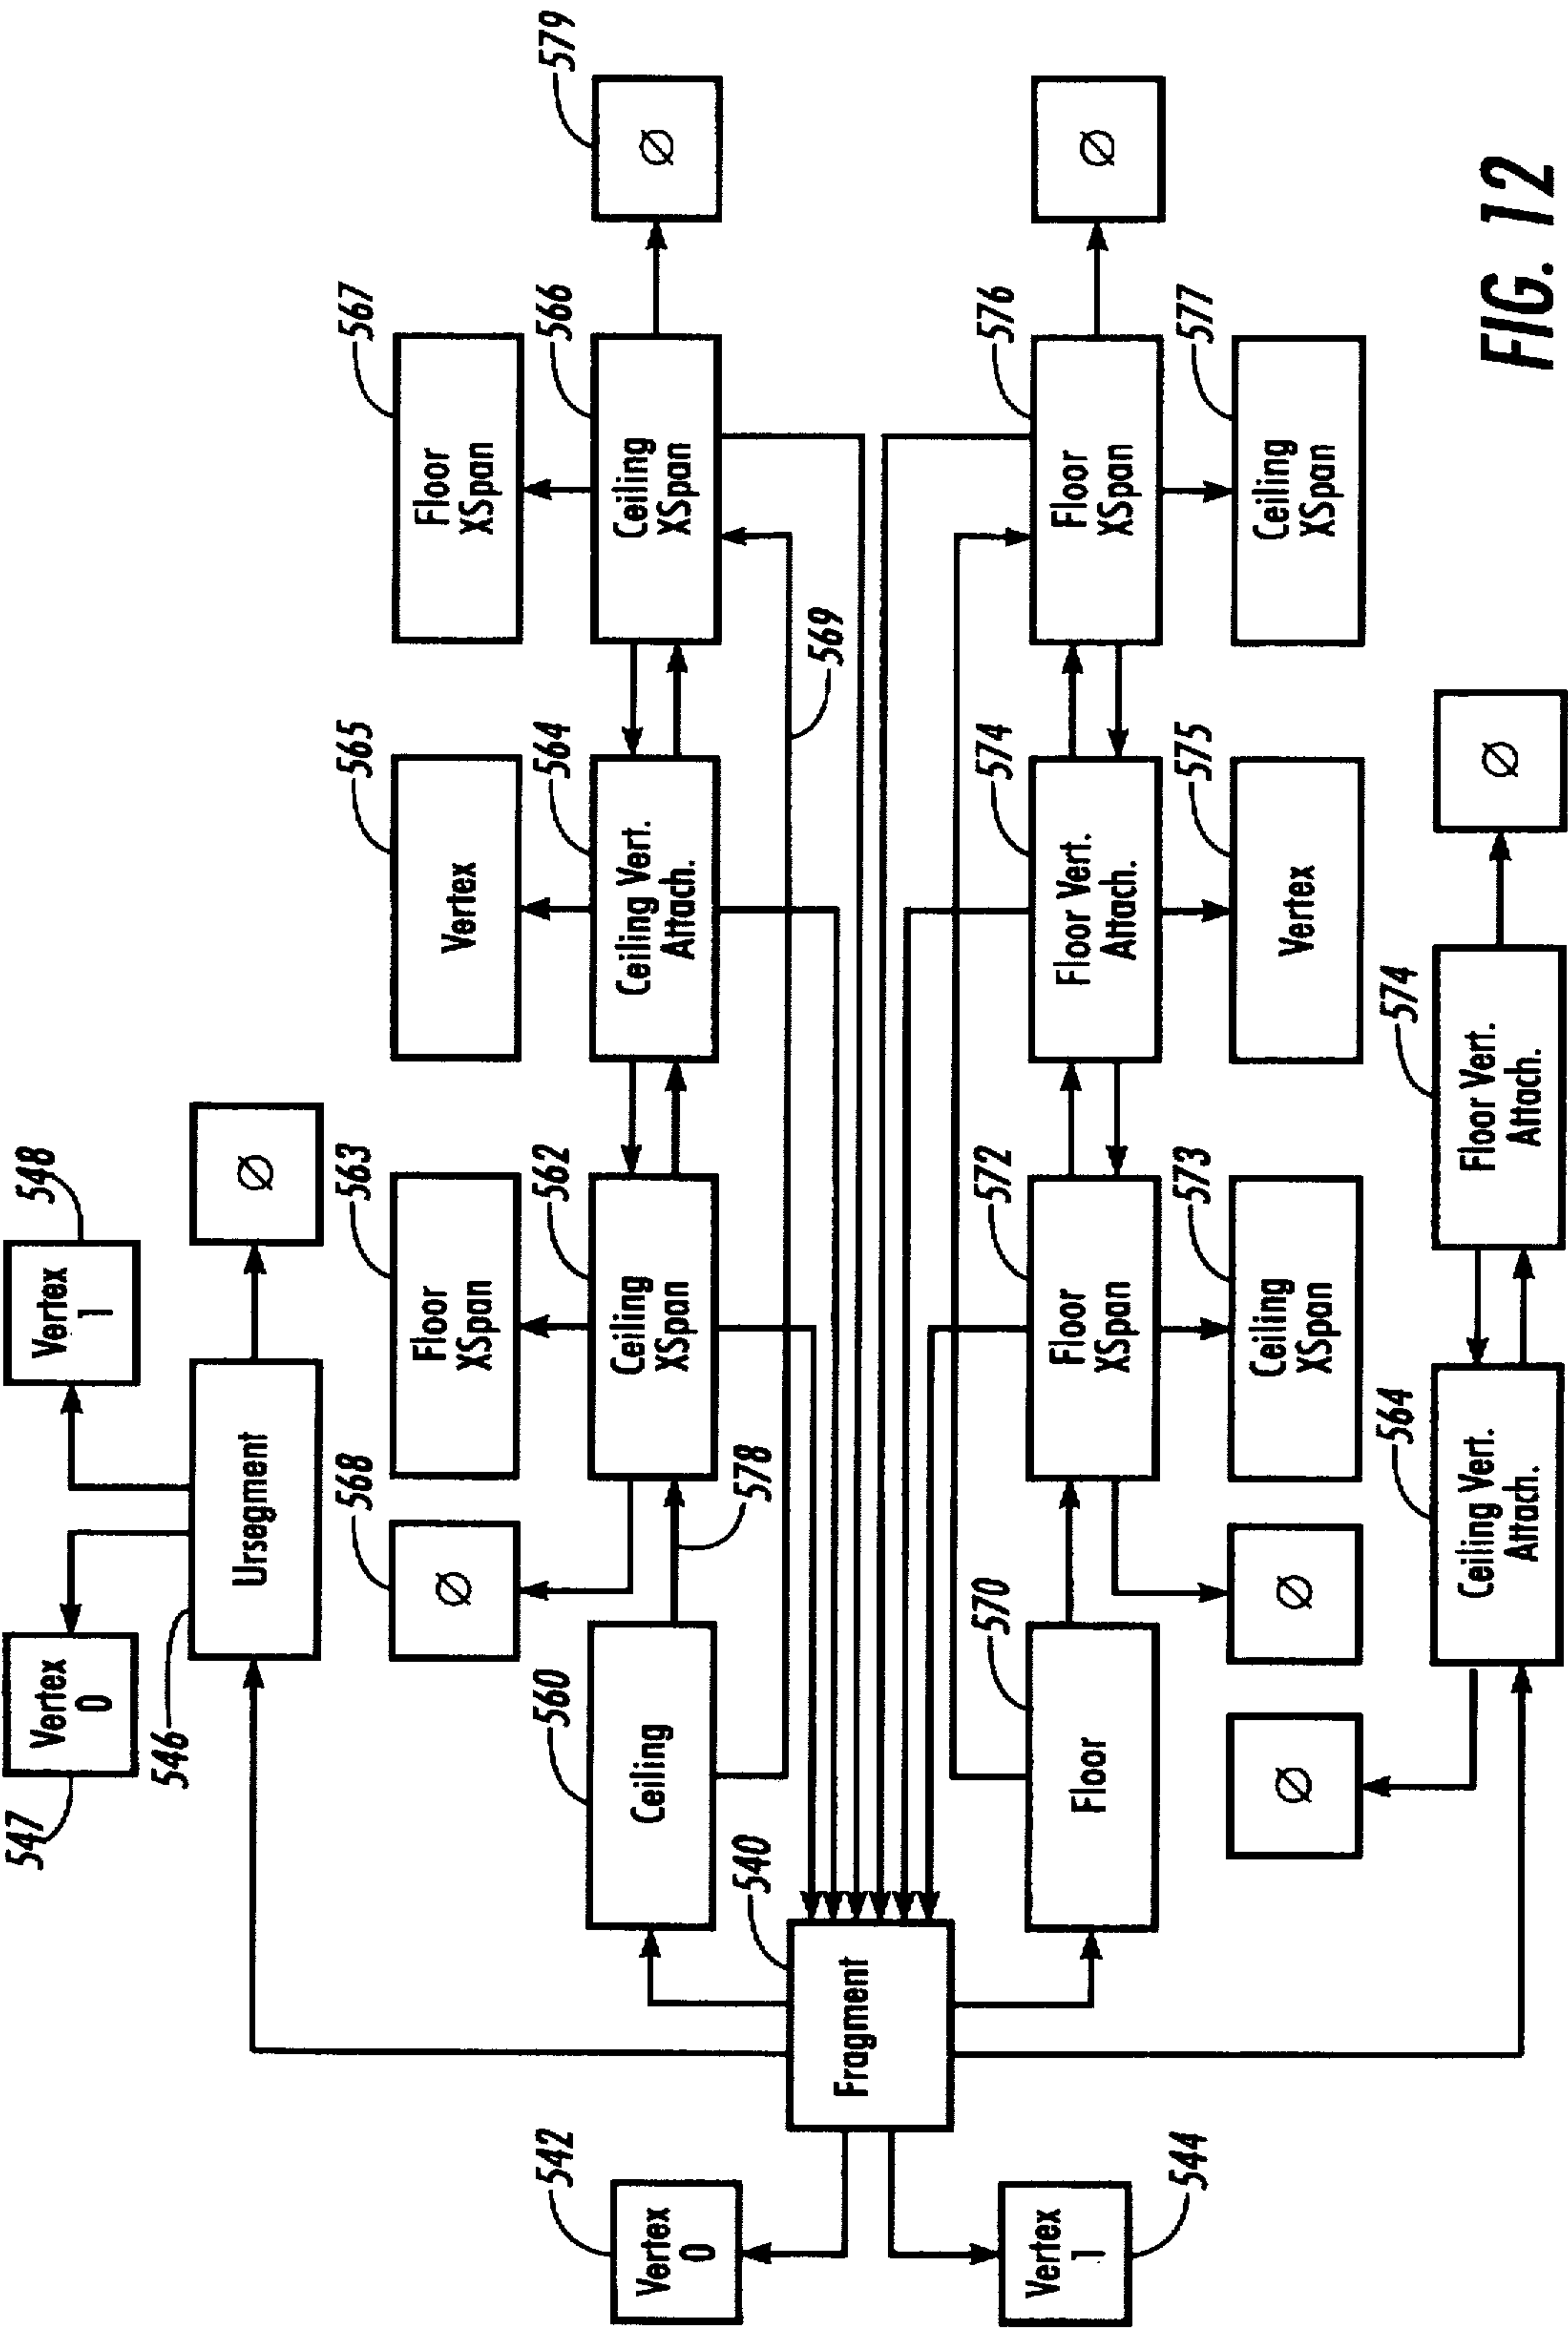 547
Vertex
0
548
Vertex
1
546
Ursegment
Ø
568
Ø
563
Floor
XSpan
565
Vertex
567
Floor
XSpan
560
Ceiling
562
Ceiling
XSpan
564
Ceiling Vert.
Attach.
566
Ceiling
XSpan
579
Ø
578
569
542
Vertex
0
540
Fragment
544
Vertex
1
570
Floor
572
Floor
XSpan
574
Floor Vert.
Attach.
576
Floor
XSpan
Ø
Ø
Ø
573
Ceiling
XSpan
575
Vertex
577
Ceiling
XSpan
564
Ceiling Vert.
Attach.
574
Floor Vert.
Attach.
Ø
FIG. 12